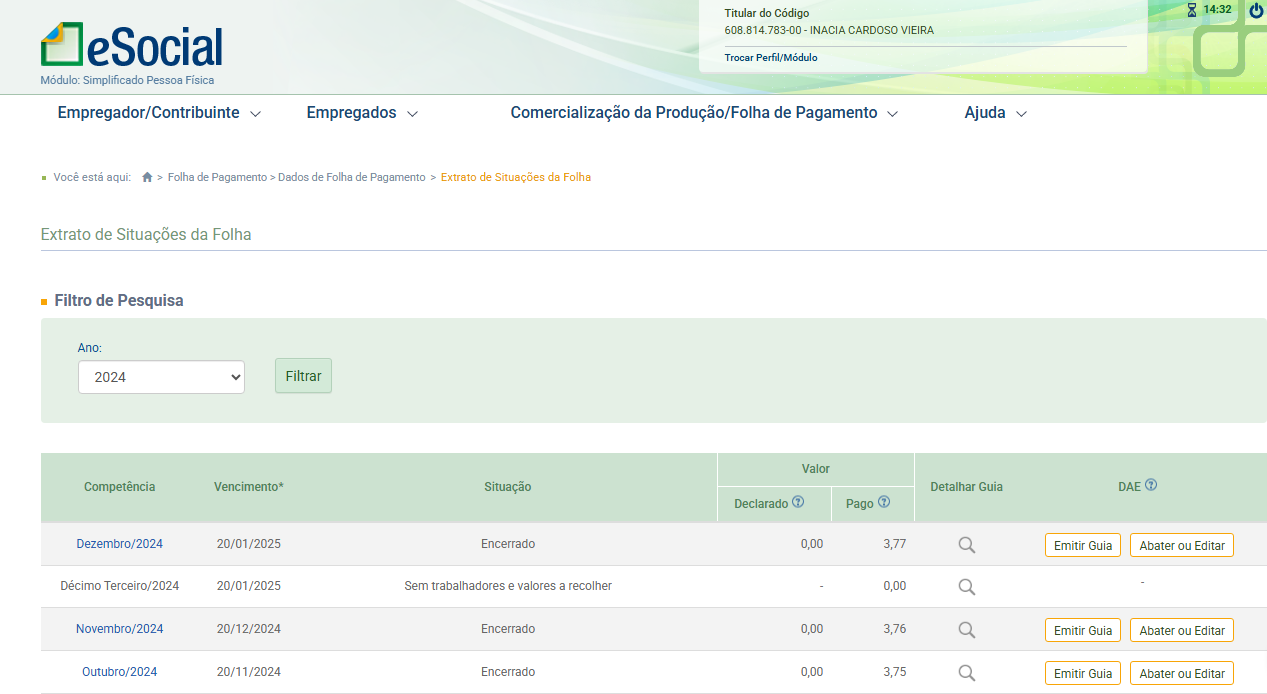 Titular do Código
14:32
608.814.783-00 - INACIA CARDOSO VIEIRA
eSocial
Trocar Perfil/Módulo
Módulo: Simplificado Pessoa Física
Empregador/Contribuinte Empregados Comercialização da Produção/Folha de Pagamento Ajuda
Você está aqui: > Folha de Pagamento > Dados de Folha de Pagamento > Extrato de Situações da Folha
Extrato de Situações da Folha
Filtro de Pesquisa
Ano:
2024 Filtrar
Valor
Competência Vencimento* Situação Detalhar Guia DAE ?
Declarado ? Pago ?
Dezembro/2024 20/01/2025 Encerrado 0,00 3,77 Emitir Guia Abater ou Editar
Décimo Terceiro/2024 20/01/2025 Sem trabalhadores e valores a recolher - 0,00 -
Novembro/2024 20/12/2024 Encerrado 0,00 3,76 Emitir Guia Abater ou Editar
Outubro/2024 20/11/2024 Encerrado 0,00 3,75 Emitir Guia Abater ou Editar